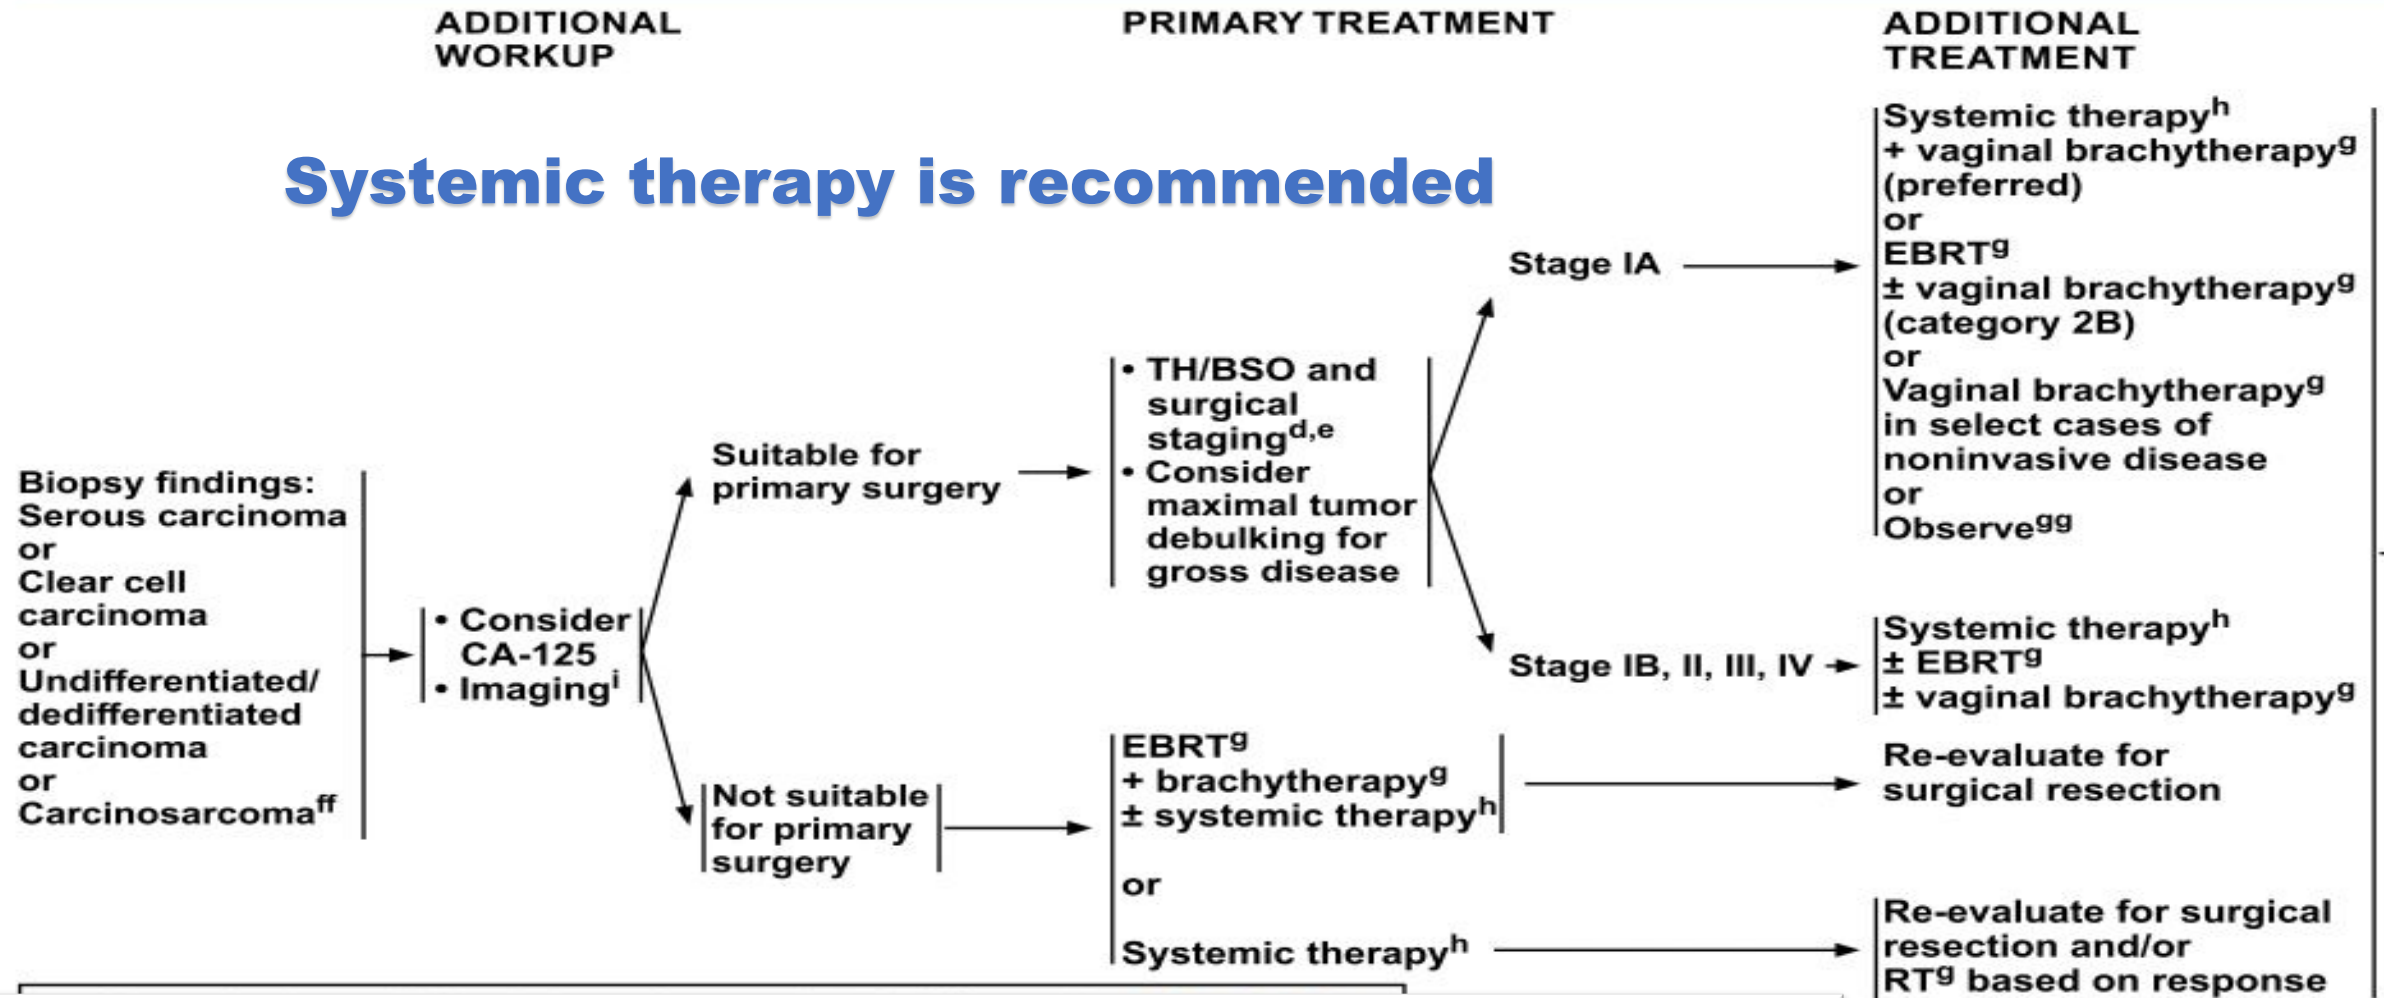 ADDITIONAL
WORKUP
PRIMARY TREATMENT
ADDITIONAL
TREATMENT
Systemic therapy is recommended
Biopsy findings:
Serous carcinoma
or
Clear cell
carcinoma
or
Undifferentiated/
dedifferentiated
carcinoma
or
Carcinosarcomaff
• Consider
CA-125
• Imagingi
Suitable for
primary surgery
• TH/BSO and
surgical
stagingd,e
• Consider
maximal tumor
debulking for
gross disease
Stage IA
Systemic therapyh
+ vaginal brachytherapyg
(preferred)
or
EBRTg
± vaginal brachytherapyg
(category 2B)
or
Vaginal brachytherapyg
in select cases of
noninvasive disease
or
Observegg
Stage IB, II, III, IV
Systemic therapyh
± EBRTg
± vaginal brachytherapyg
Not suitable
for primary
surgery
EBRTg
+ brachytherapyg
± systemic therapyh
or
Systemic therapyh
Re-evaluate for
surgical resection
Re-evaluate for surgical
resection and/or
RTg based on response